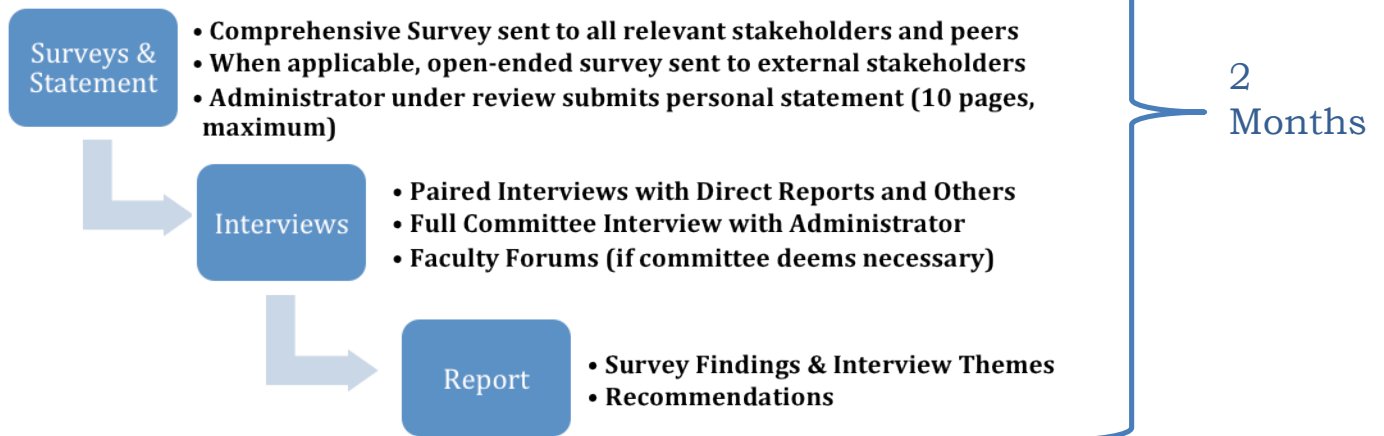 Surveys &
Statement
• Comprehensive Survey sent to all relevant stakeholders and peers
• When applicable, open-ended survey sent to external stakeholders
• Administrator under review submits personal statement (10 pages,
maximum)
2
Months
Interviews
• Paired Interviews with Direct Reports and Others
• Full Committee Interview with Administrator
• Faculty Forums (if committee deems necessary)
Report
• Survey Findings & Interview Themes
• Recommendations